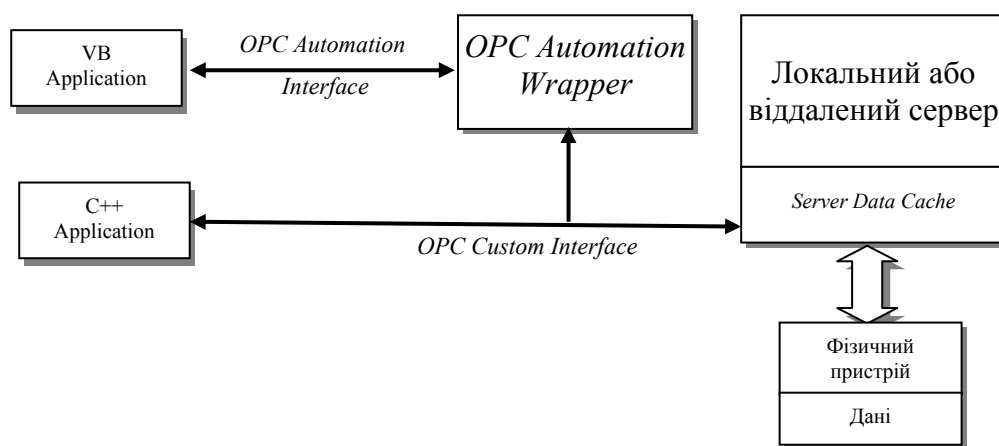 VB
Application
OPC Automation
Interface
OPC Automation
Wrapper
Локальний або
віддалений сервер
Server Data Cache
C++
Application
OPC Custom Interface
Фізичний
пристрій
Дані